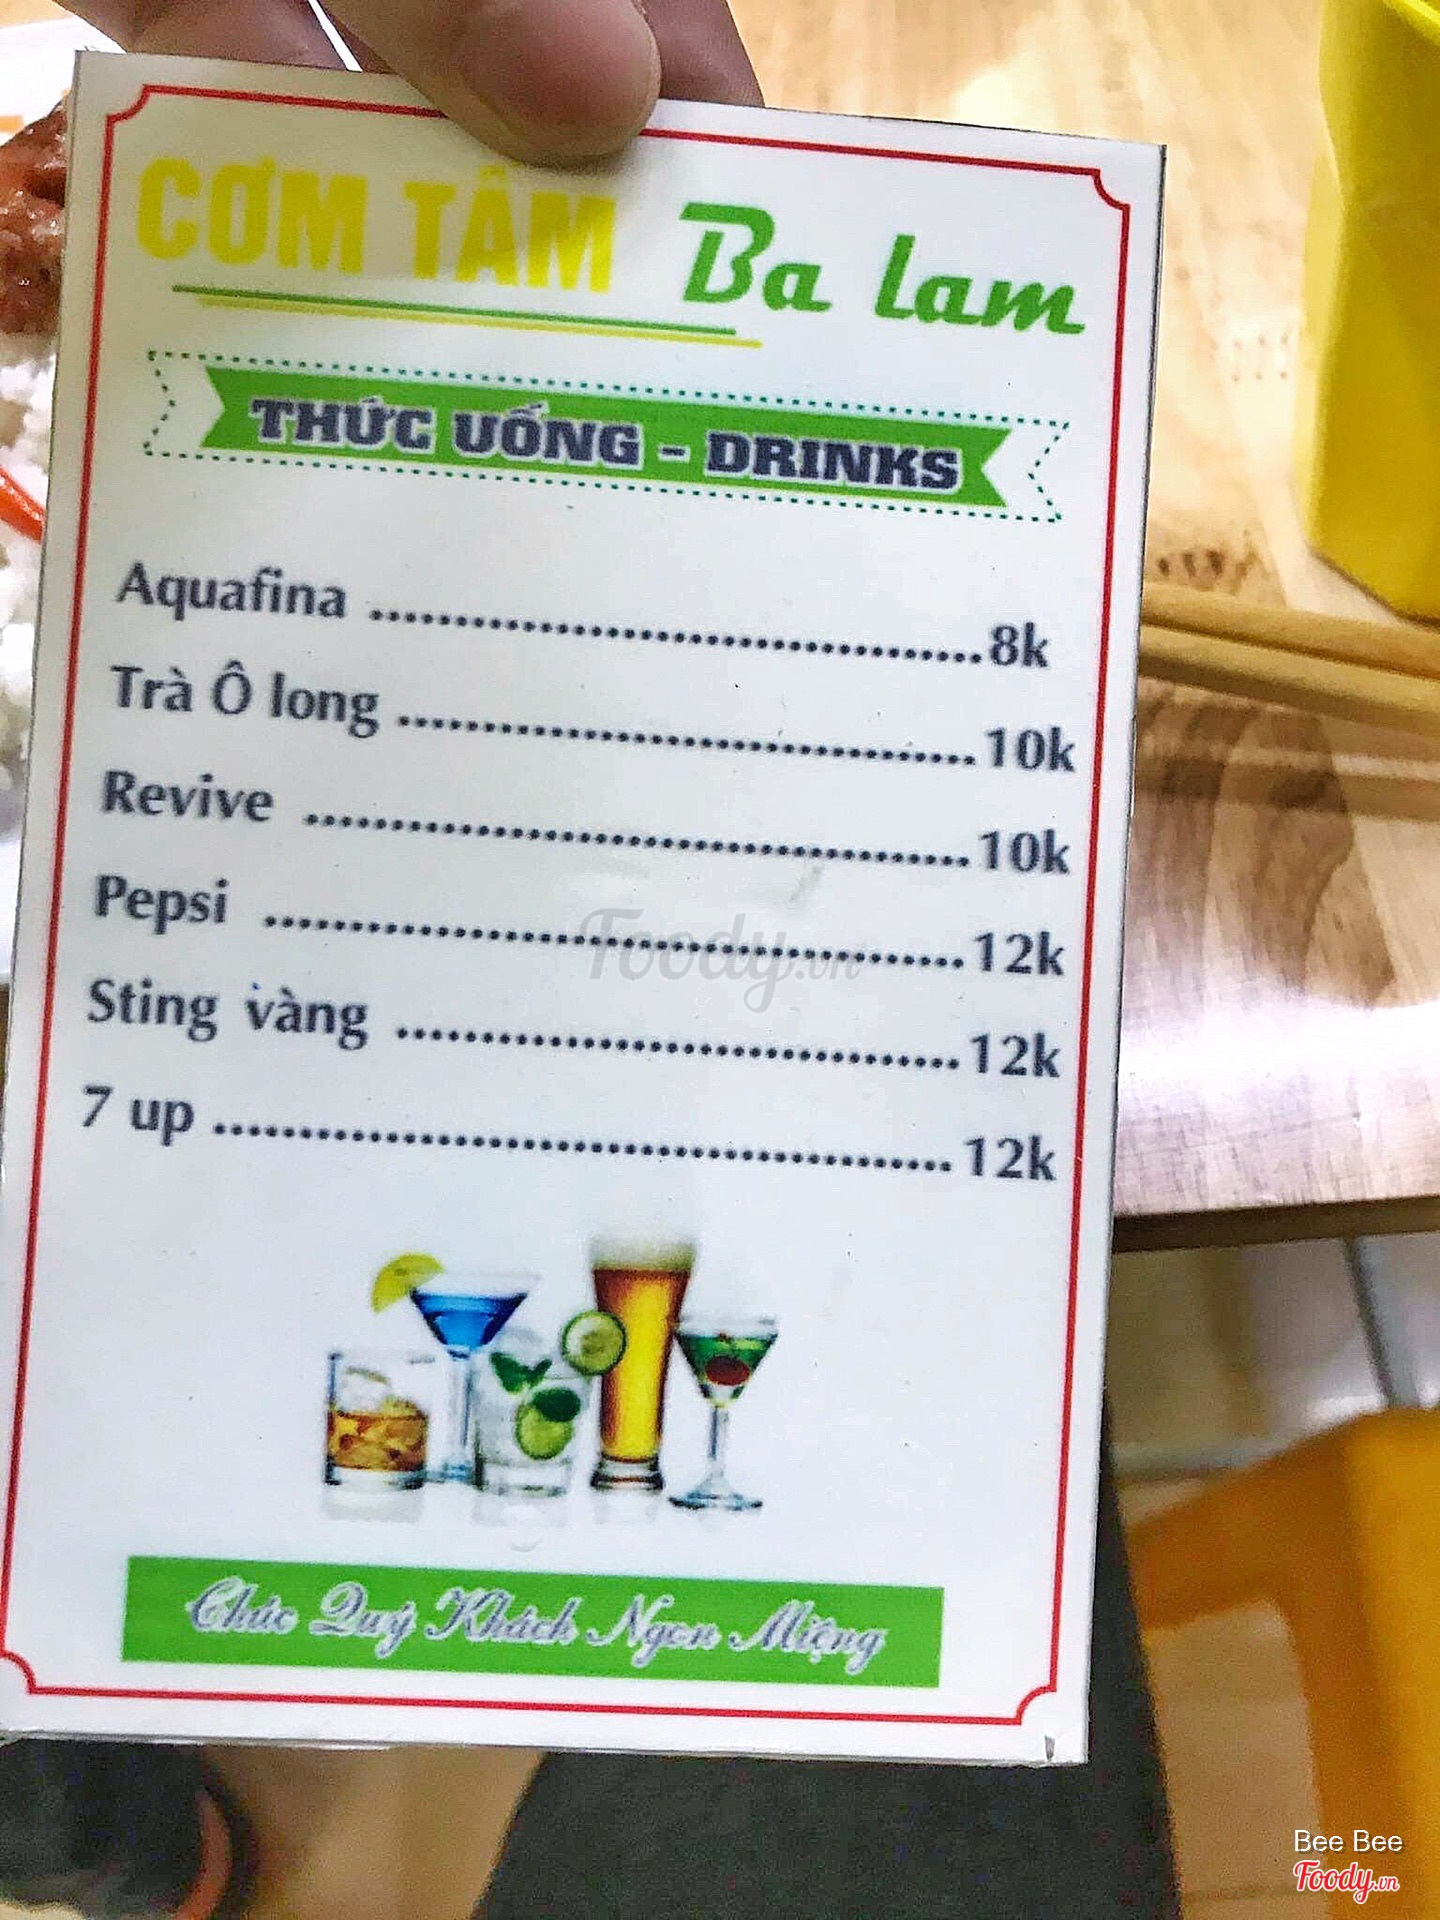 CƠM TẤM Ba Lam
THỨC UỐNG - DRINKS
Aquafina ........................................ 8k
Trà Ô long ........................................ 10k
Revive ........................................ 10k
Pepsi ........................................ 12k
Sting vàng ........................................ 12k
7 up ........................................ 12k
Foody.vn
Chúc Quý Khách Ngon Miệng
Bee Bee
Foody.vn